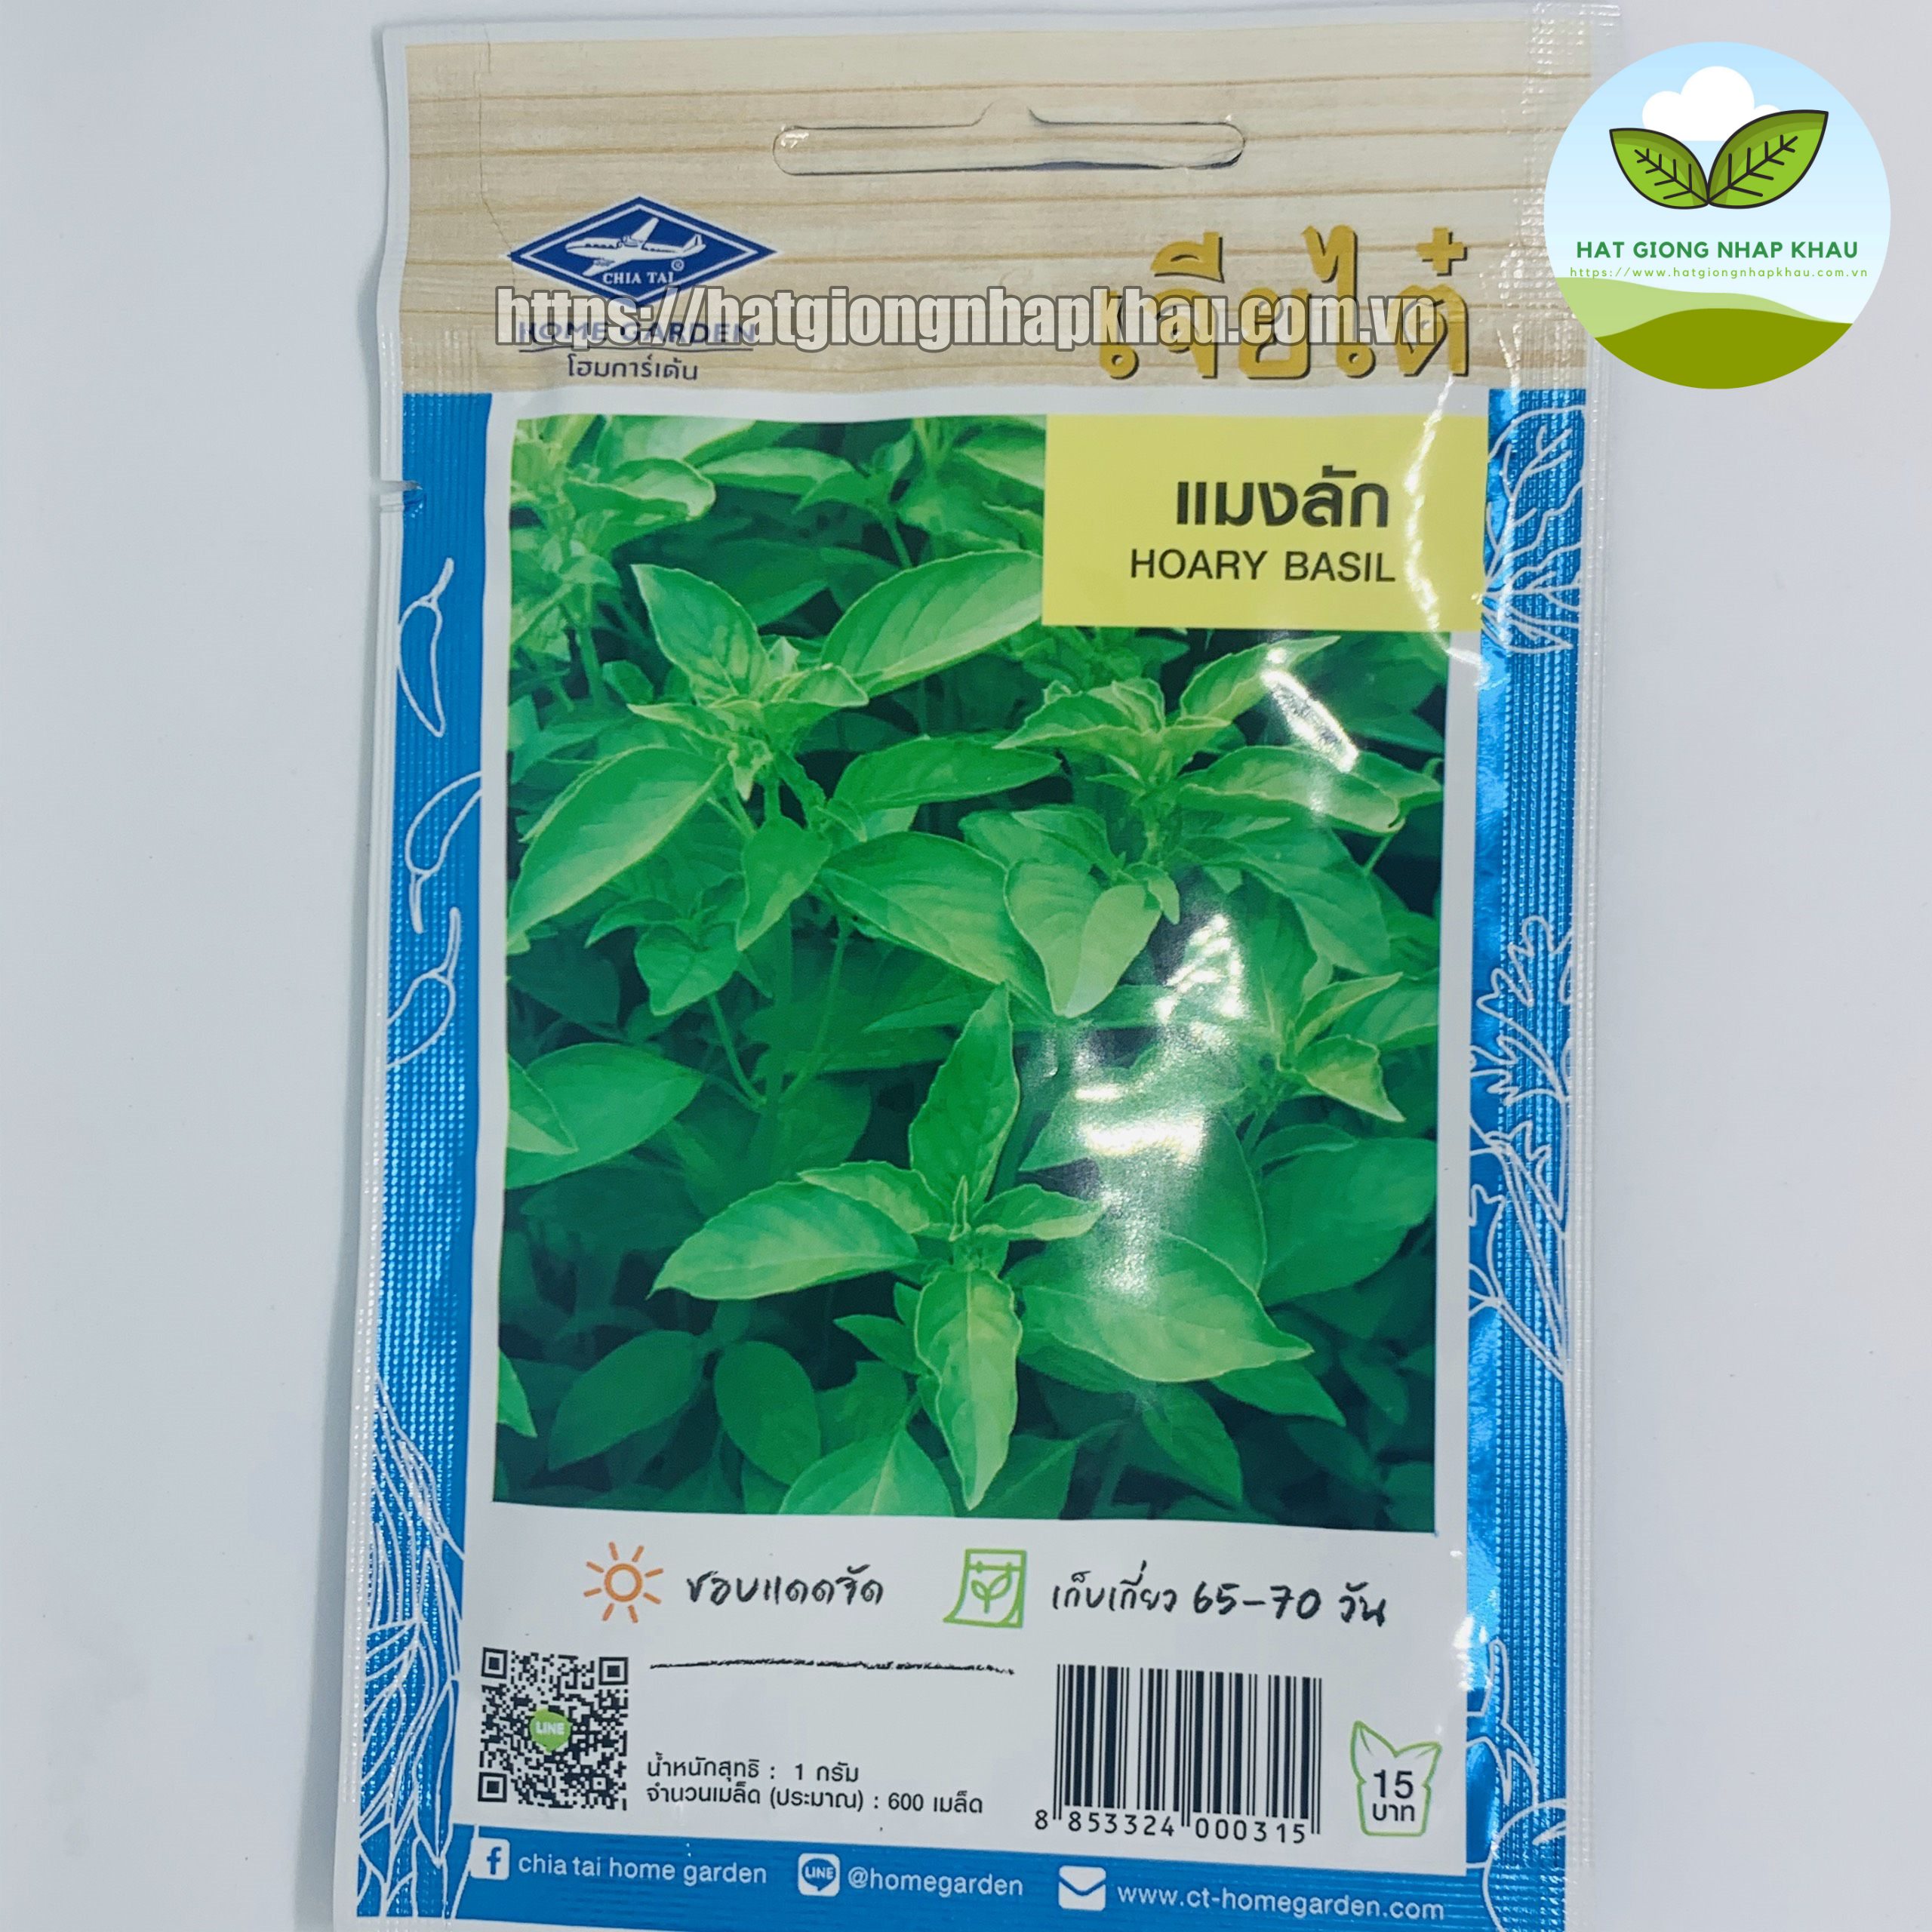 HAT GIONG NHAP KHAU
https://www.hatgiongnhapkhau.com.vn
CHIA TAI®
HOME GARDEN
โฮมการ์เด้น
เจียไต๋
https://hatgiongnhapkhau.com.vn
แมงลัก
HOARY BASIL
ชอบแดดจัด
เก็บเกี่ยว 65-70 วัน
LINE
น้ำหนักสุทธิ : 1 กรัม
จำนวนเมล็ด (ประมาณ) : 600 เมล็ด
8 853324 000315
15
บาท
f chia tai home garden
LINE @homegarden
www.ct-homegarden.com